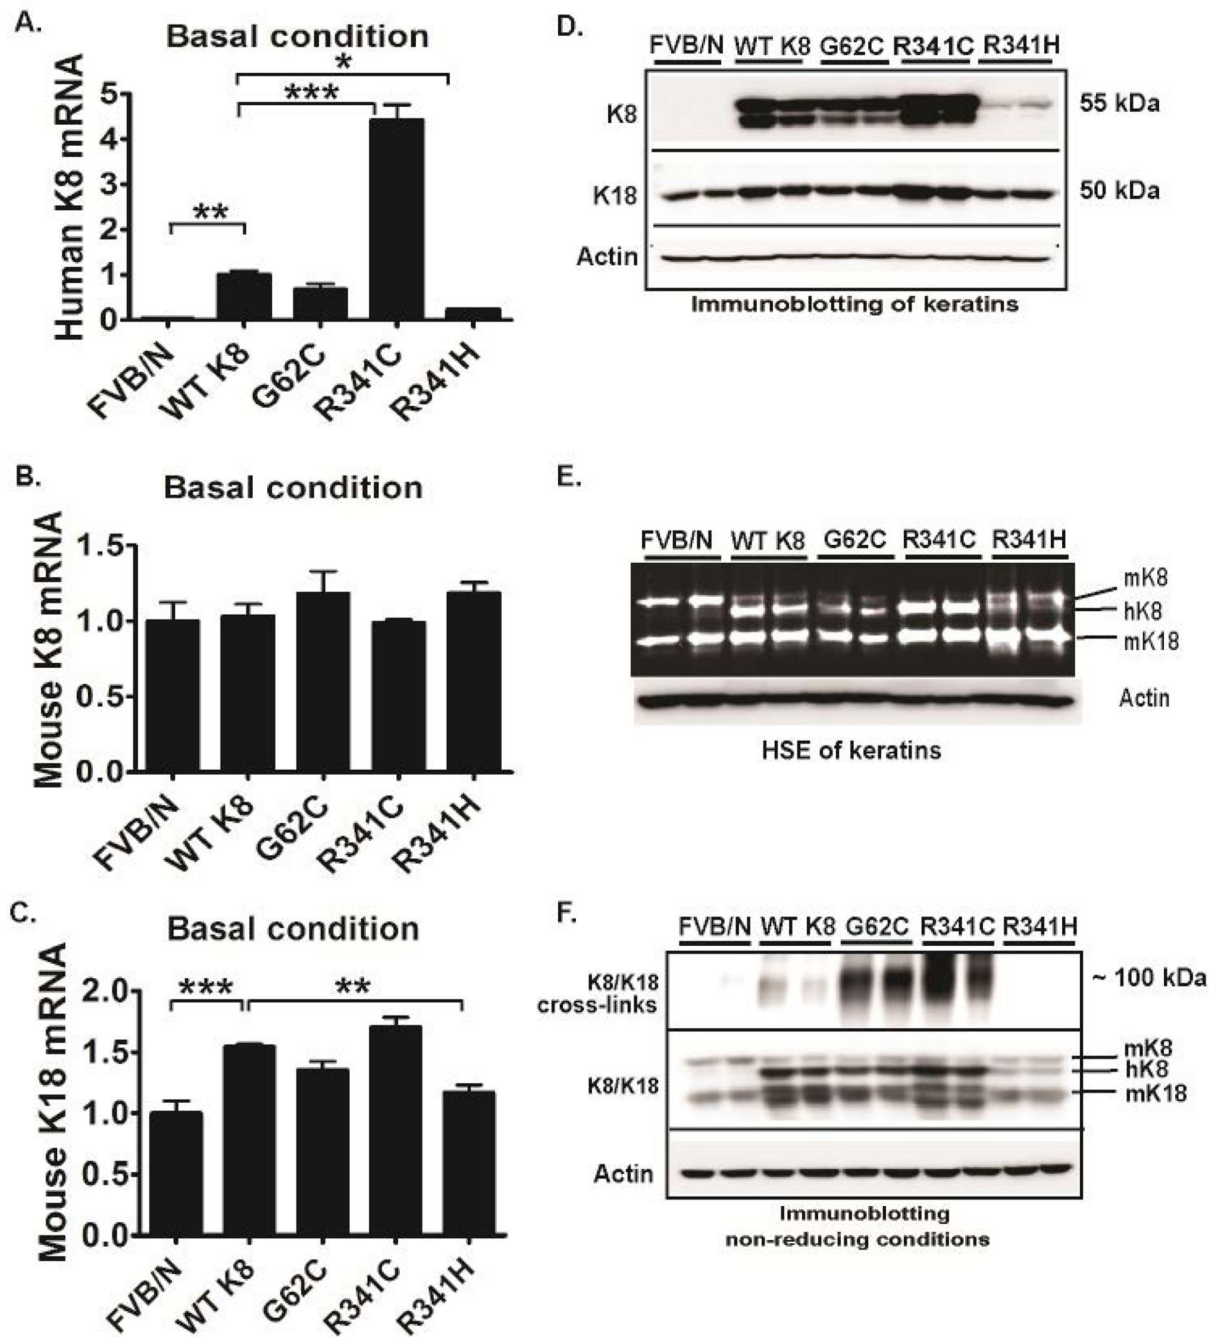 A.
Basal condition
*
***
**
Human K8 mRNA
5
4
3
2
1
0
FVB/N
WT K8
G62C
R341C
R341H
B.
Basal condition
Mouse K8 mRNA
1.5
1.0
0.5
0.0
FVB/N
WT K8
G62C
R341C
R341H
C.
Basal condition
***
**
Mouse K18 mRNA
2.0
1.5
1.0
0.5
0.0
FVB/N
WT K8
G62C
R341C
R341H
D.
FVB/N WT K8 G62C R341C R341H
K8 55 kDa
K18 50 kDa
Actin
Immunoblotting of keratins
E.
FVB/N WT K8 G62C R341C R341H
mK8
hK8
mK18
Actin
HSE of keratins
F.
FVB/N WT K8 G62C R341C R341H
K8/K18
cross-links
~ 100 kDa
K8/K18
mK8
hK8
mK18
Actin
Immunoblotting
non-reducing conditions